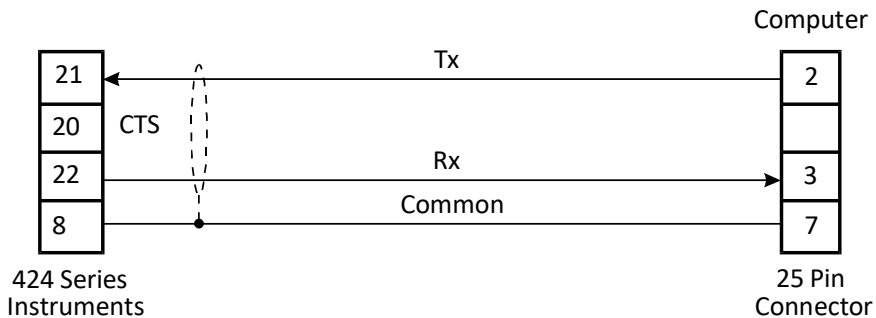 Computer
21
Tx
2
20
CTS
22
Rx
3
8
Common
7
424 Series
Instruments
25 Pin
Connector